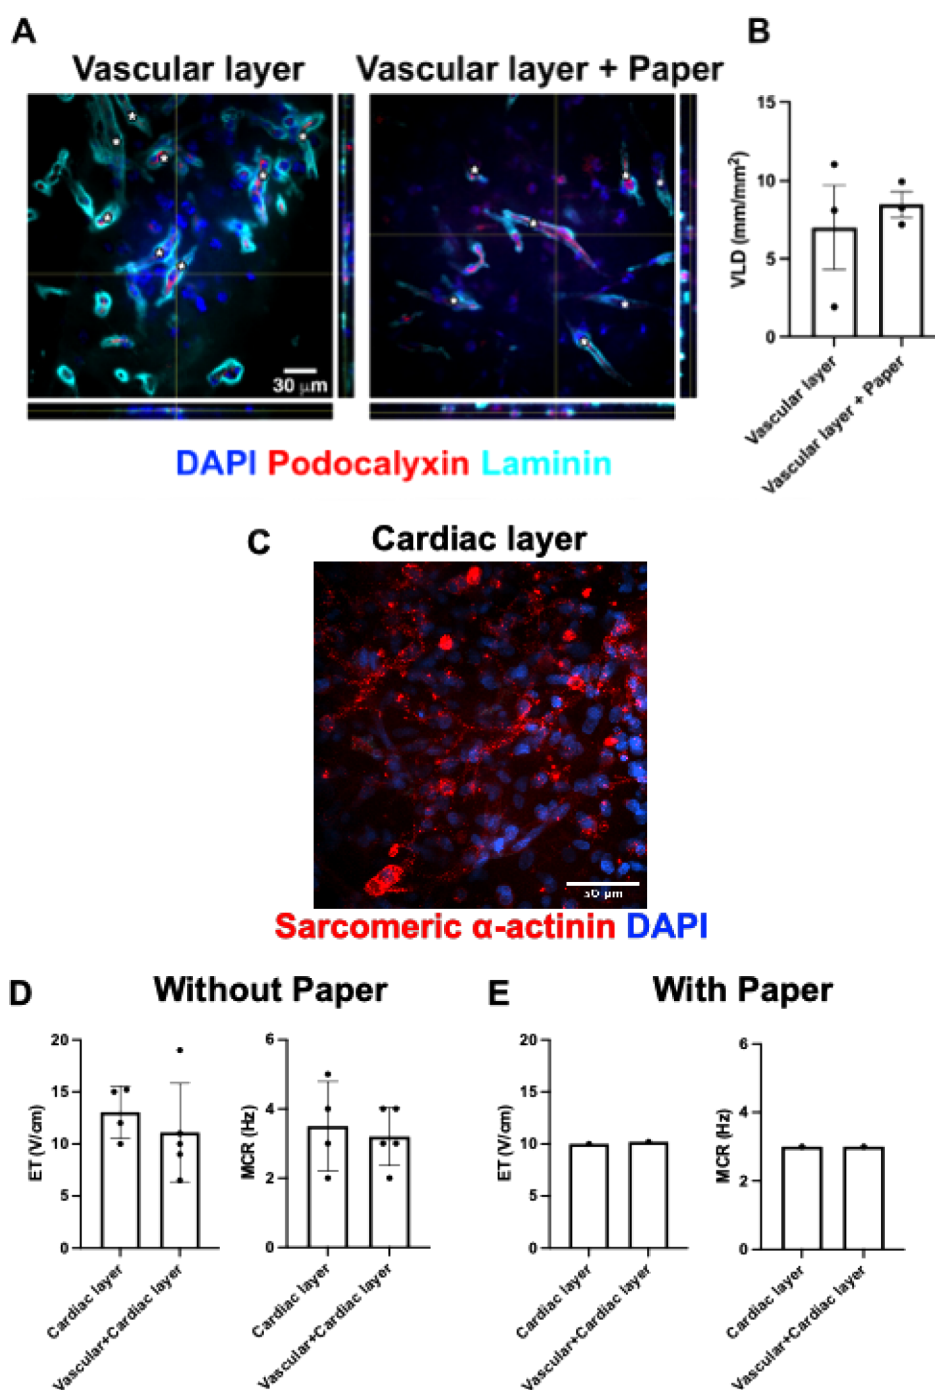 A
Vascular layer
Vascular layer + Paper
30 μm
DAPI Podocalyxin Laminin
B
VLD (mm/mm²)
15
10
5
0
Vascular layer
Vascular layer + Paper
C
Cardiac layer
50 μm
Sarcomeric α-actinin DAPI
D
Without Paper
ET (V/cm)
20
15
10
5
0
Cardiac layer
Vascular+Cardiac layer
MCR (Hz)
6
4
2
0
Cardiac layer
Vascular+Cardiac layer
E
With Paper
ET (V/cm)
20
15
10
5
0
Cardiac layer
Vascular+Cardiac layer
MCR (Hz)
6
4
2
0
Cardiac layer
Vascular+Cardiac layer